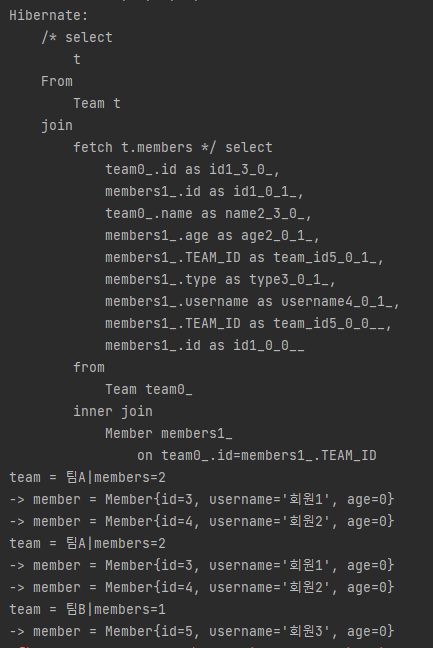 Hibernate:
    /* select
        t
    From
        Team t
    join
        fetch t.members */ select
            team0_.id as id1_3_0_,
            members1_.id as id1_0_1_,
            team0_.name as name2_3_0_,
            members1_.age as age2_0_1_,
            members1_.TEAM_ID as team_id5_0_1_,
            members1_.type as type3_0_1_,
            members1_.username as username4_0_1_,
            members1_.TEAM_ID as team_id5_0_0__,
            members1_.id as id1_0_0__
        from
            Team team0_
        inner join
            Member members1_
                on team0_.id=members1_.TEAM_ID
team = 팀A|members=2
-> member = Member{id=3, username='회원1', age=0}
-> member = Member{id=4, username='회원2', age=0}
team = 팀A|members=2
-> member = Member{id=3, username='회원1', age=0}
-> member = Member{id=4, username='회원2', age=0}
team = 팀B|members=1
-> member = Member{id=5, username='회원3', age=0}